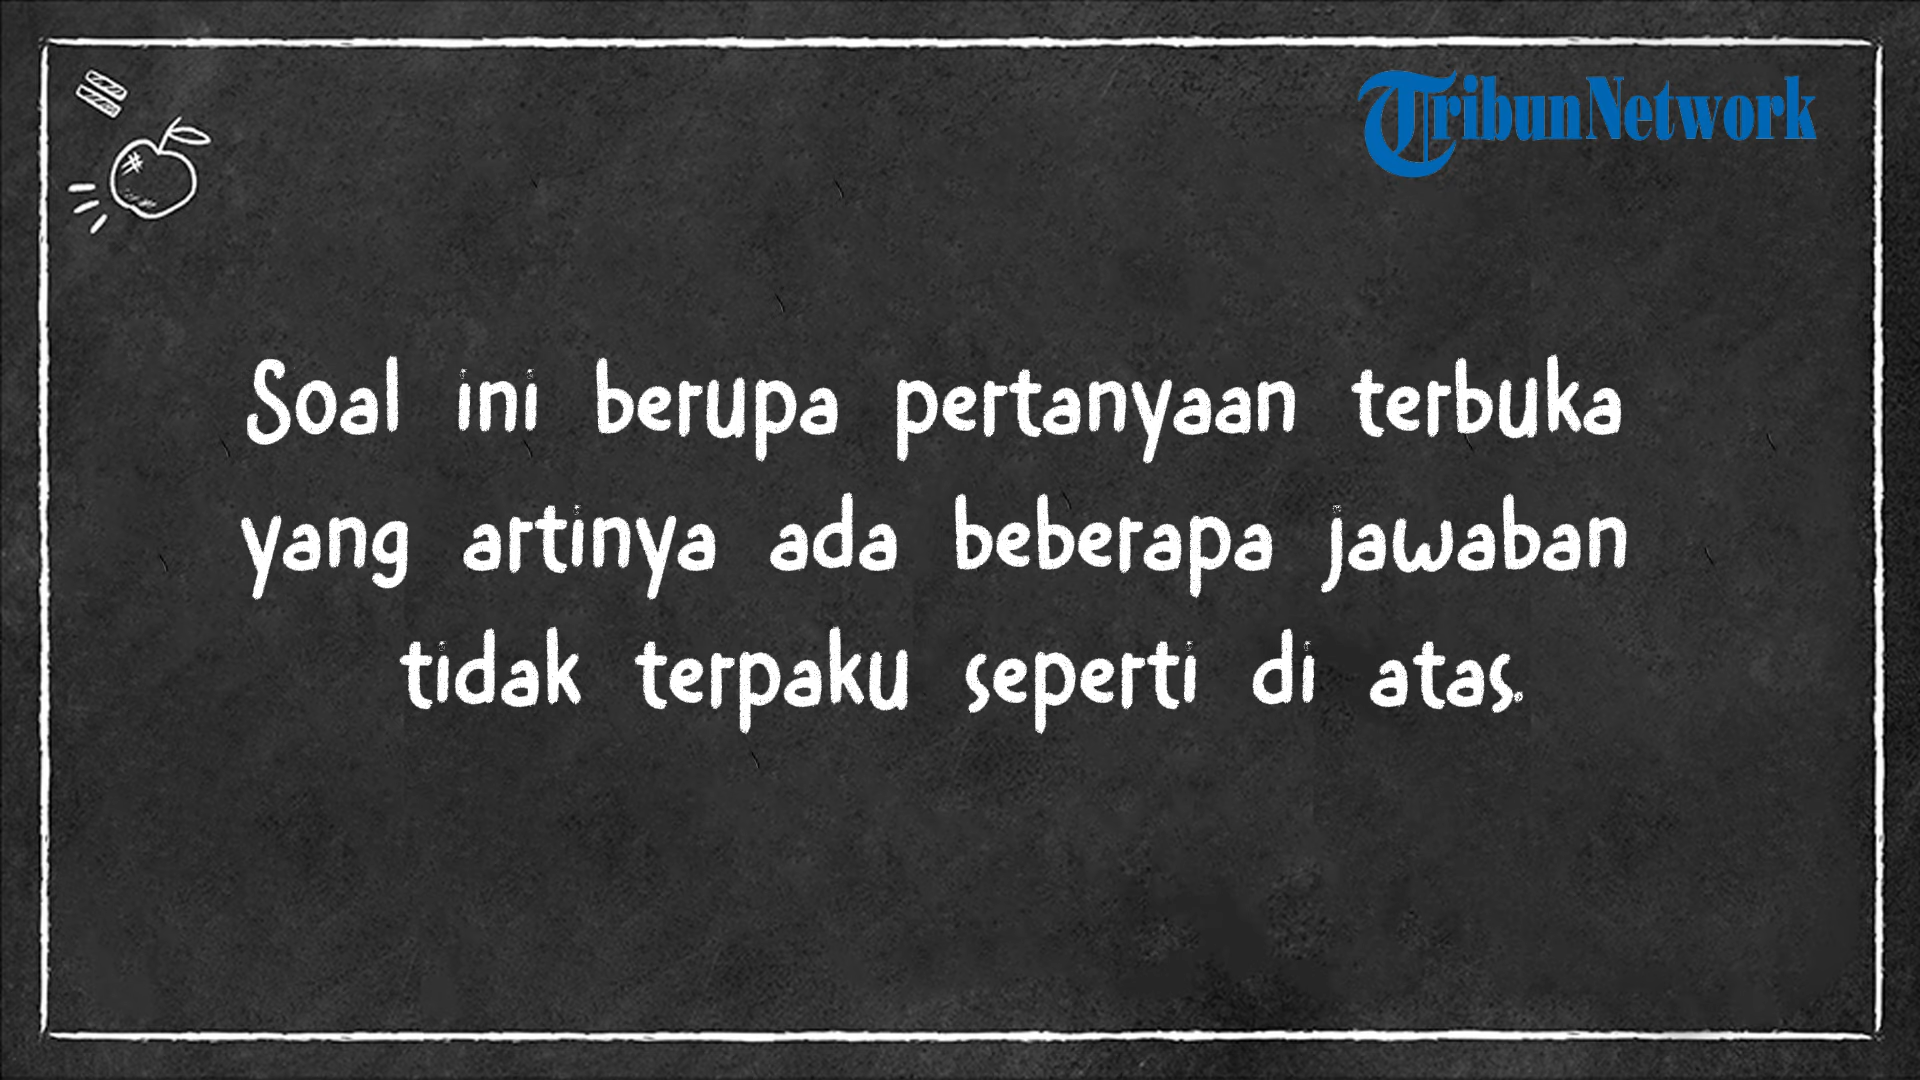 TribunNetwork
Soal ini berupa pertanyaan terbuka
yang artinya ada beberapa jawaban
tidak terpaku seperti di atas.